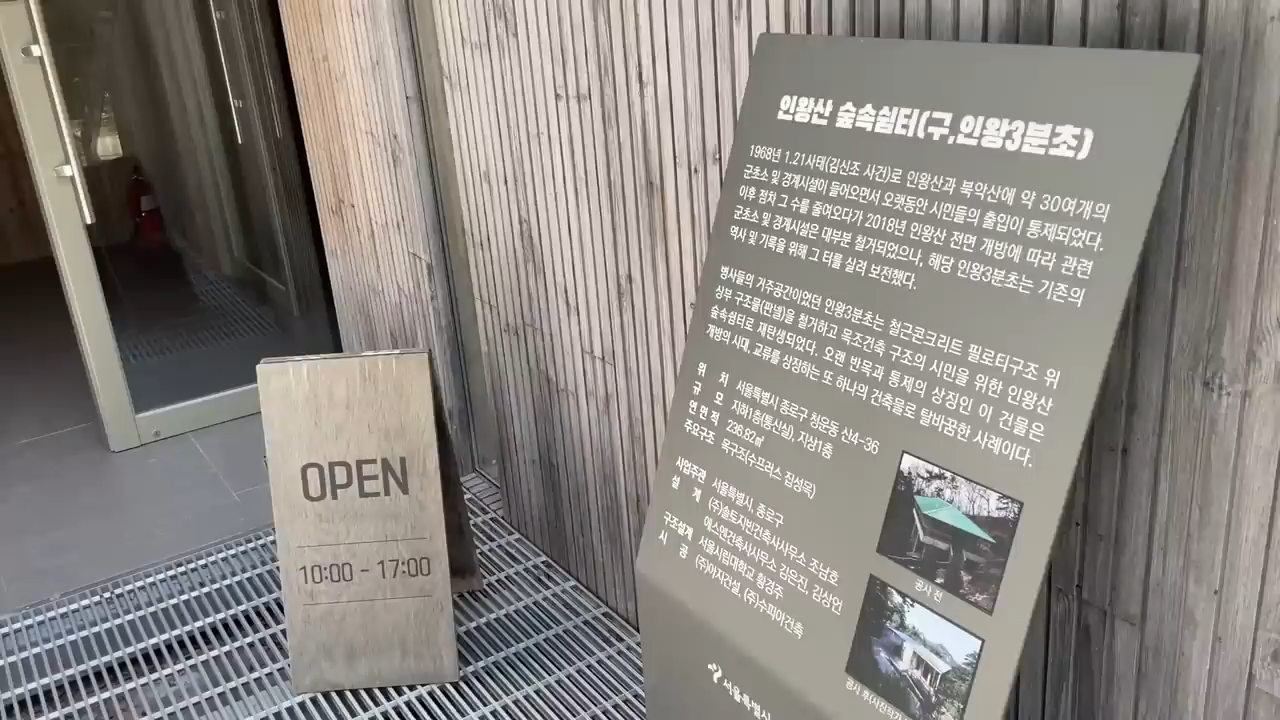 OPEN
10:00 - 17:00
인왕산 숲속쉼터(구,인왕3분초)
1968년 1.21사태(김신조 사건)로 인왕산과 북악산에 약 30여개의
군초소 및 경계시설이 들어오면서 오랫동안 시민들의 출입이 통제되었다.
이후 점차 그 수를 줄여오다가 2018년 인왕산 전면 개방에 따라 관련
군초소 및 경계시설은 대부분 철거되었으나, 해당 인왕3분초는 기존의
역사 및 기록을 위해 그 터를 살려 보전했다.
병사들의 거주공간이었던 인왕3분초는 철근콘크리트 필로티구조 위
상부 구조물(판넬)을 철거하고 목조건축 구조의 시민을 위한 인왕산
숲속쉼터로 재탄생되었다. 오랜 반목과 통제의 상징인 이 건물은
개방의 시대, 교류를 상징하는 또 하나의 건축물로 탈바꿈한 사례이다.
위 치 서울특별시 종로구 청운동 산4-36
규 모 지하1층(통신실), 지상1층
연 면 적 236.82㎡
주요구조 목구조(수프러스 집성목)
사업주관 서울특별시, 종로구
설 계 (주)솔토지빈건축사사무소 조남호
에스엔건축사사무소 김은진, 김상언
구조설계 서울시립대학교 황경주
시 공 (주)아지건설, (주)수피아건축
공사 전
공사 후(사진작가
서울특별시